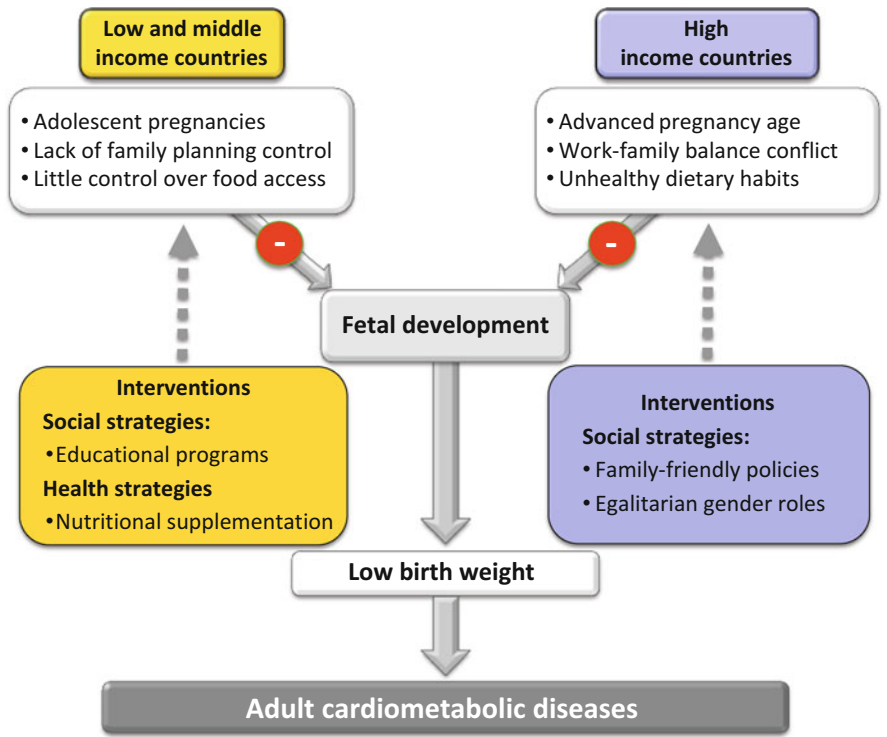 Low and middle
income countries
High
income countries
• Adolescent pregnancies
• Lack of family planning control
• Little control over food access
• Advanced pregnancy age
• Work-family balance conflict
• Unhealthy dietary habits
-
-
Fetal development
Interventions
Social strategies:
•Educational programs
Health strategies
•Nutritional supplementation
Interventions
Social strategies:
• Family-friendly policies
• Egalitarian gender roles
Low birth weight
Adult cardiometabolic diseases